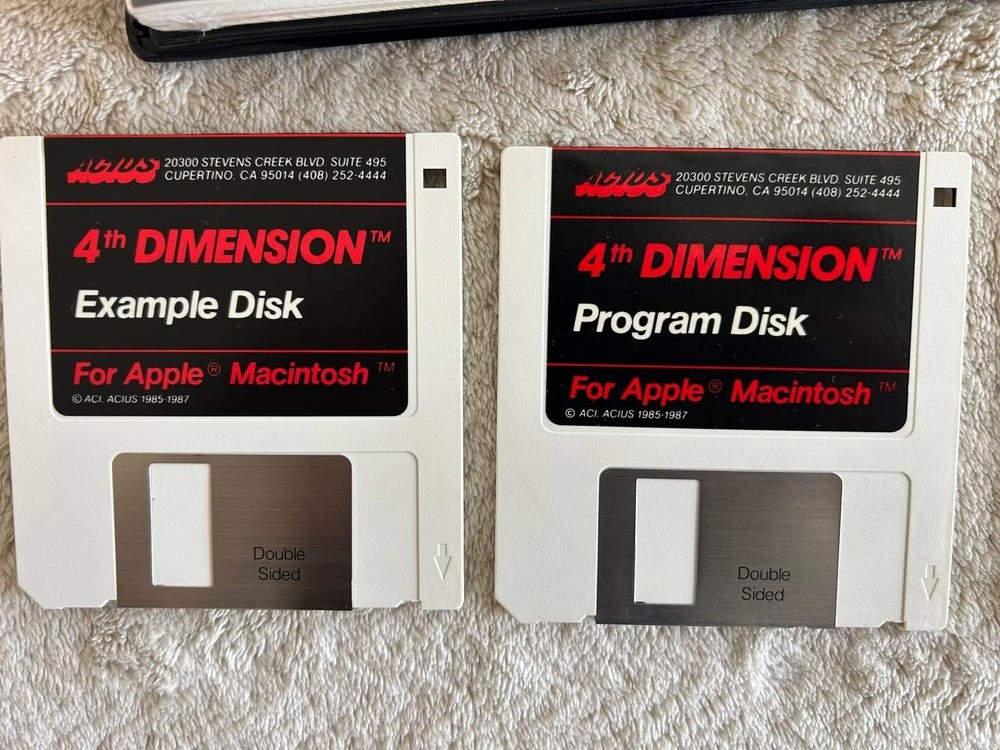 ACIUS 20300 STEVENS CREEK BLVD. SUITE 495
CUPERTINO, CA 95014 (408) 252-4444
4th DIMENSION™
Example Disk
For Apple® Macintosh™
© ACI, ACIUS 1985-1987
Double
Sided
ACIUS 20300 STEVENS CREEK BLVD. SUITE 495
CUPERTINO, CA 95014 (408) 252-4444
4th DIMENSION™
Program Disk
For Apple® Macintosh™
© ACI, ACIUS 1985-1987
Double
Sided